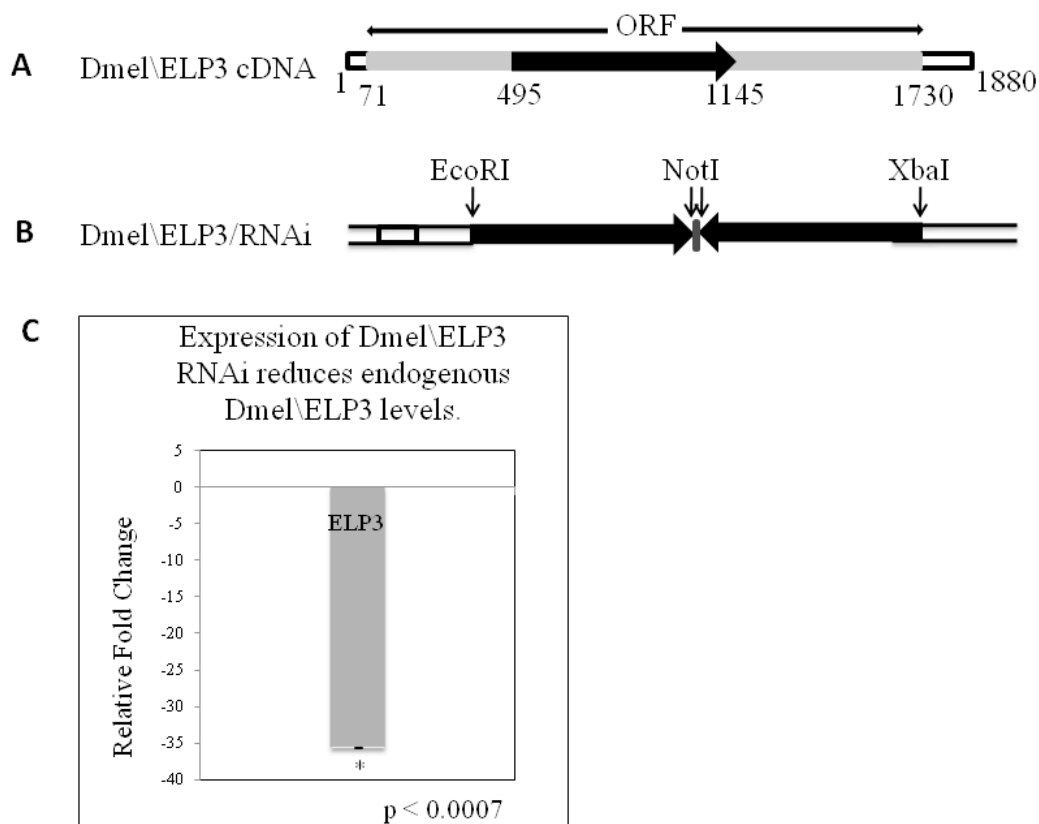 ORF
A
Dmel\ELP3 cDNA
1
71
495
1145
1730
1880
EcoRI
NotI
XbaI
B
Dmel\ELP3/RNAi
C
Expression of Dmel\ELP3
RNAi reduces endogenous
Dmel\ELP3 levels.
Relative Fold Change
5
0
-5
-10
-15
-20
-25
-30
-35
-40
ELP3
*
p < 0.0007